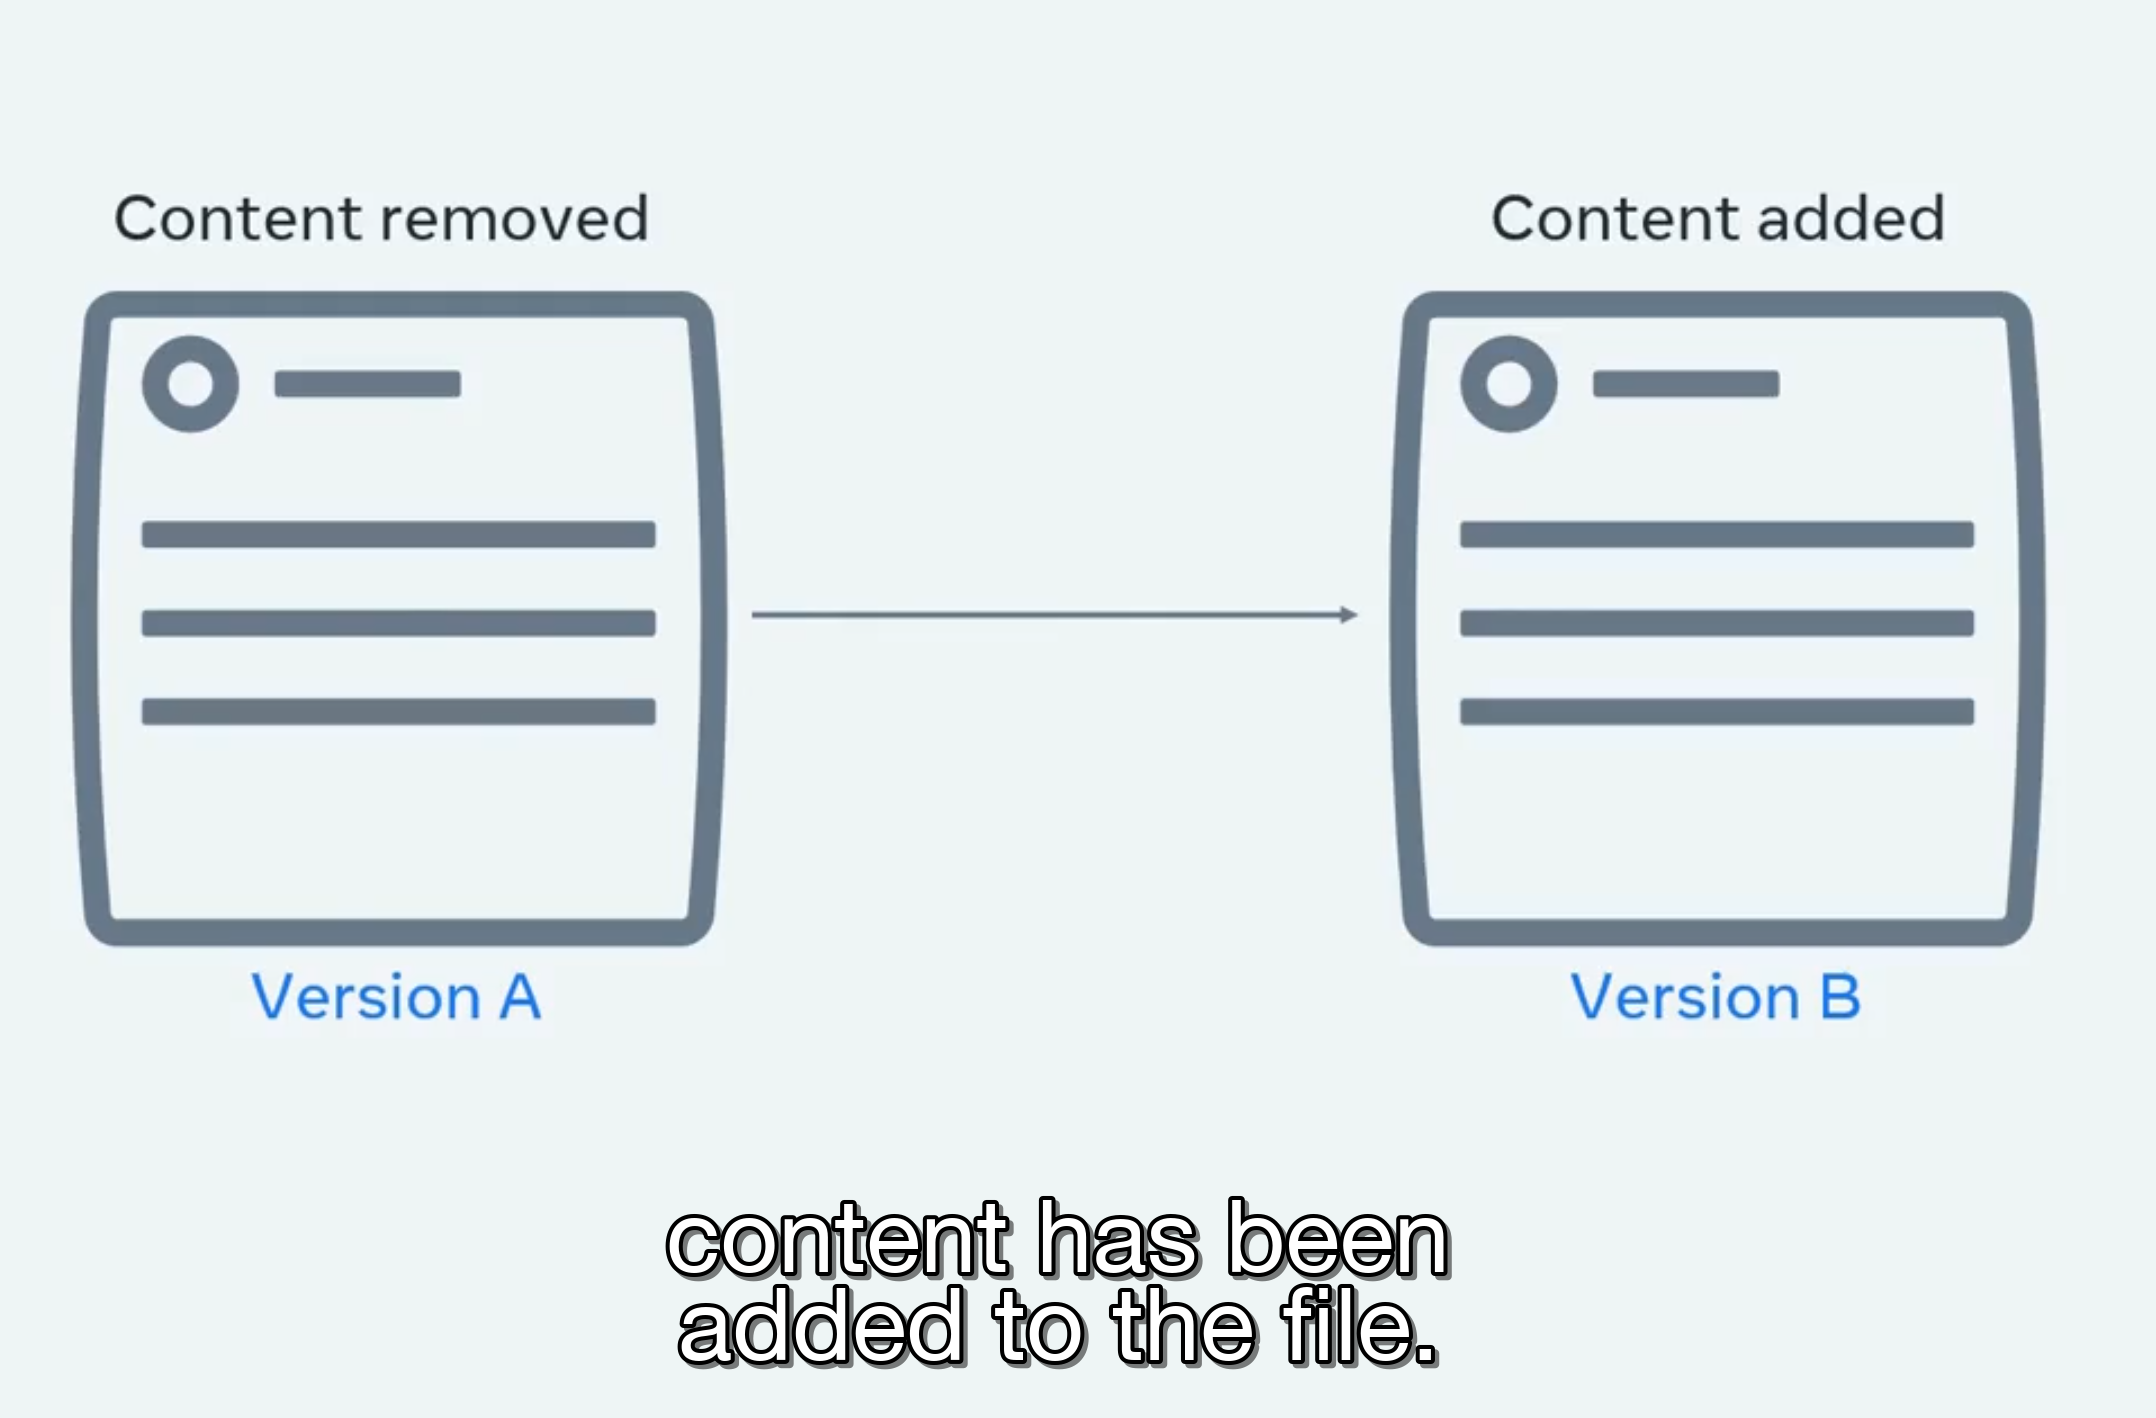 Content removed
Content added
Version A
Version B
content has been
added to the file.